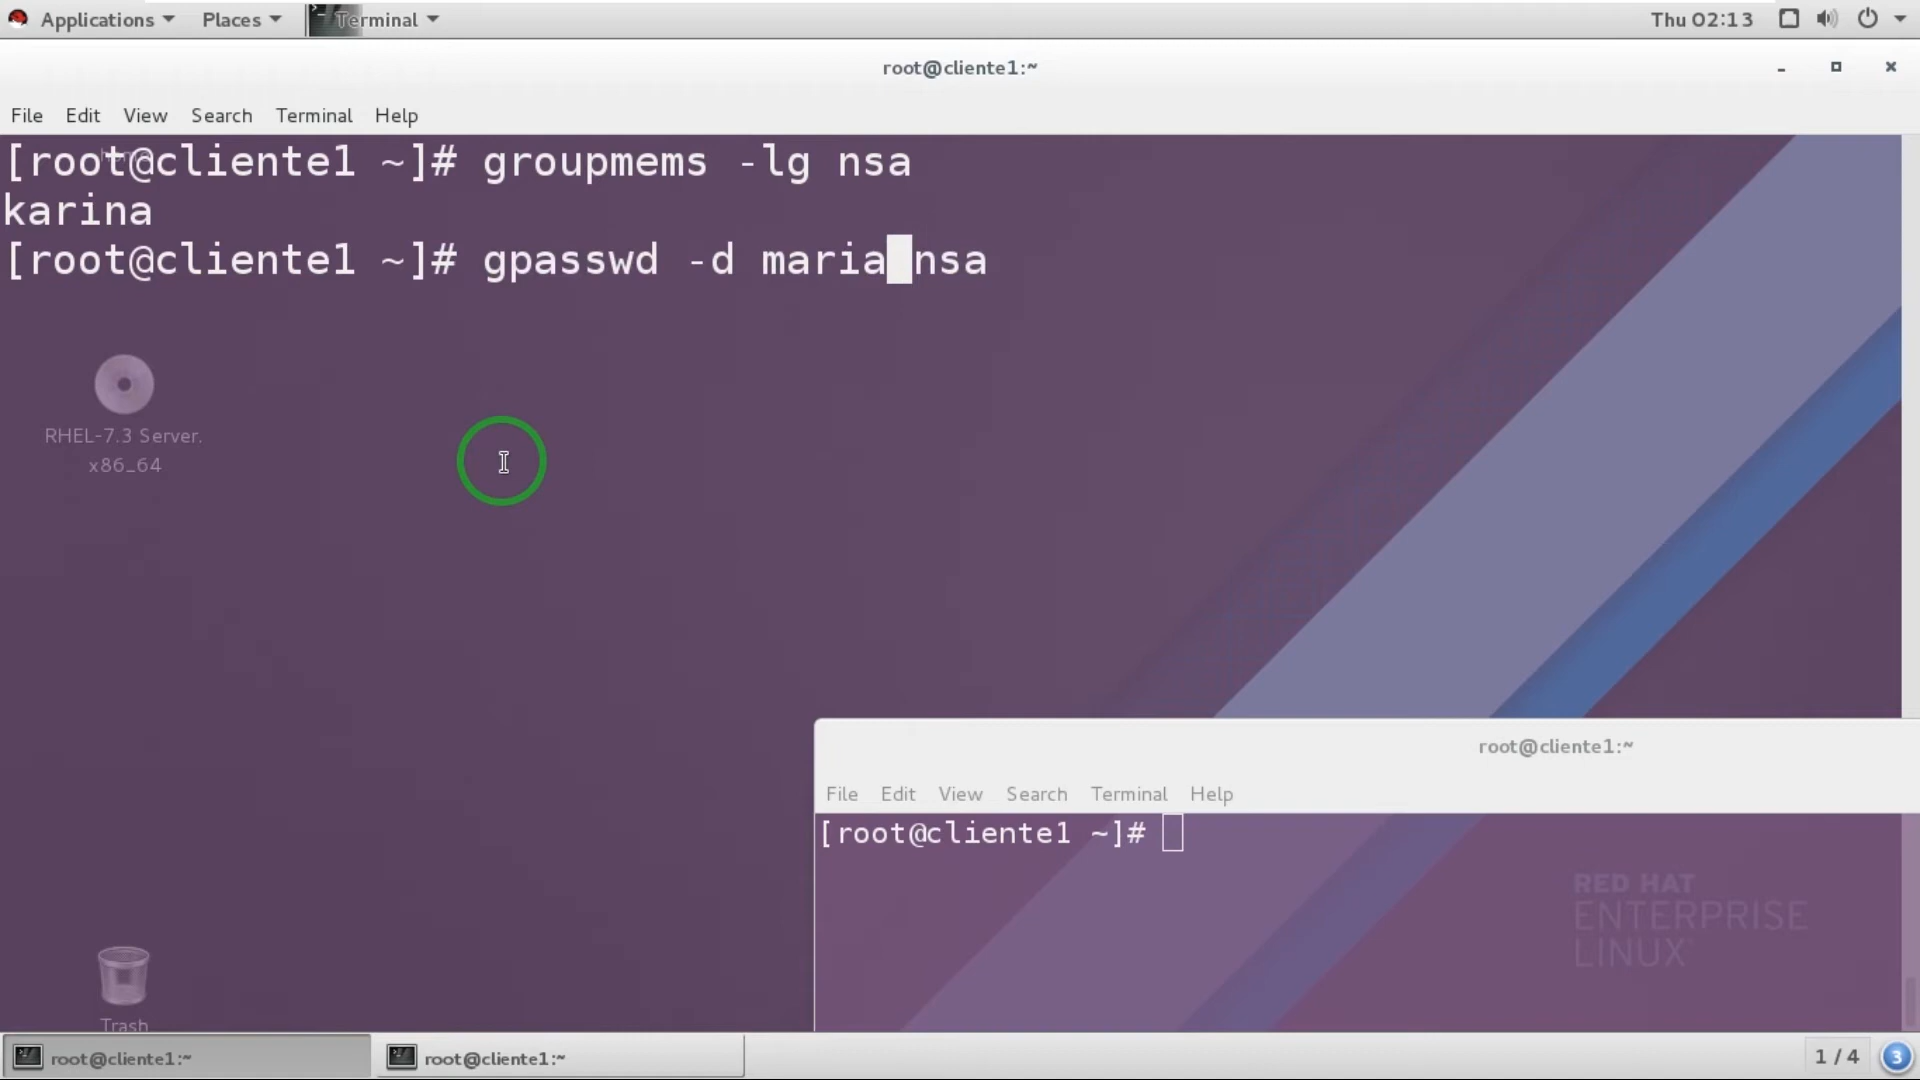 Applications Places Terminal Thu 02:13
root@cliente1:~
File Edit View Search Terminal Help
home
[root@cliente1 ~]# groupmems -lg nsa
karina
[root@cliente1 ~]# gpasswd -d maria nsa
RHEL-7.3 Server.
x86_64
root@cliente1:~
File Edit View Search Terminal Help
[root@cliente1 ~]#
RED HAT
ENTERPRISE
LINUX
Trash
root@cliente1:~ root@cliente1:~ 1 / 4 3